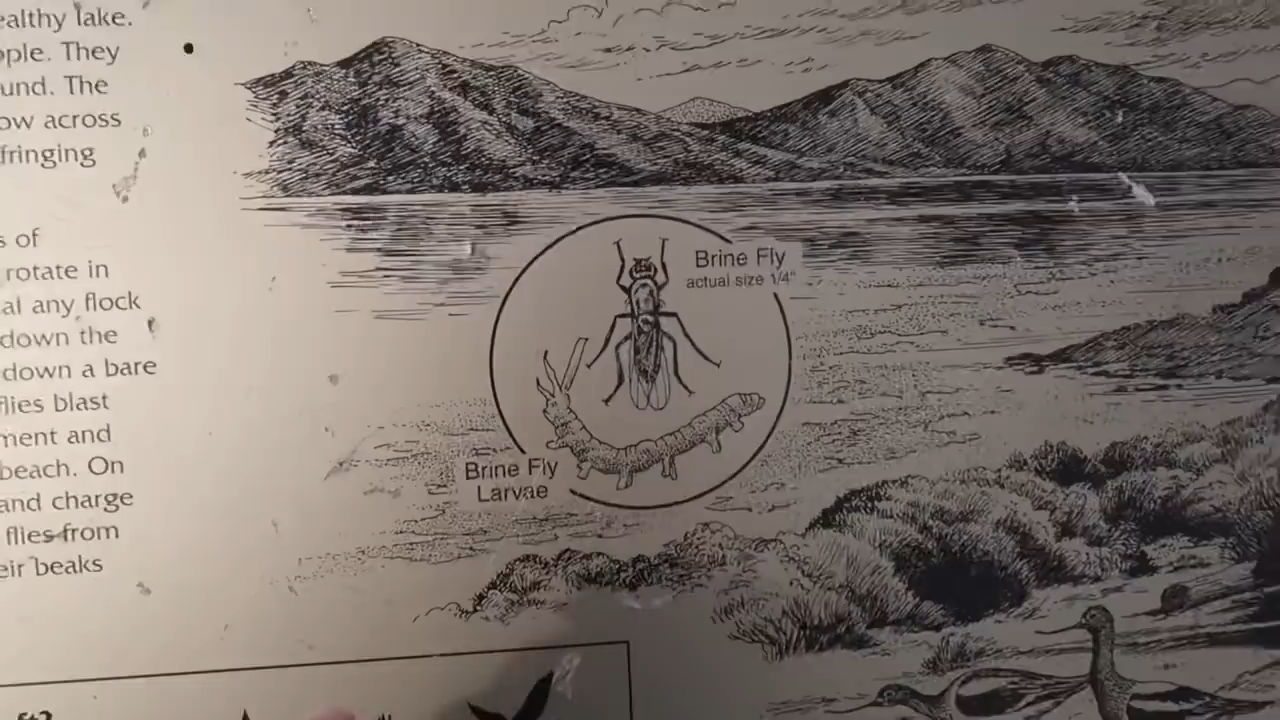 ealthy lake.
ople. They
und. The
ow across
fringing
s of
rotate in
al any flock
down the
down a bare
flies blast
ment and
beach. On
and charge
flies from
eir beaks
Brine Fly
actual size 1/4"
Brine Fly
Larvae